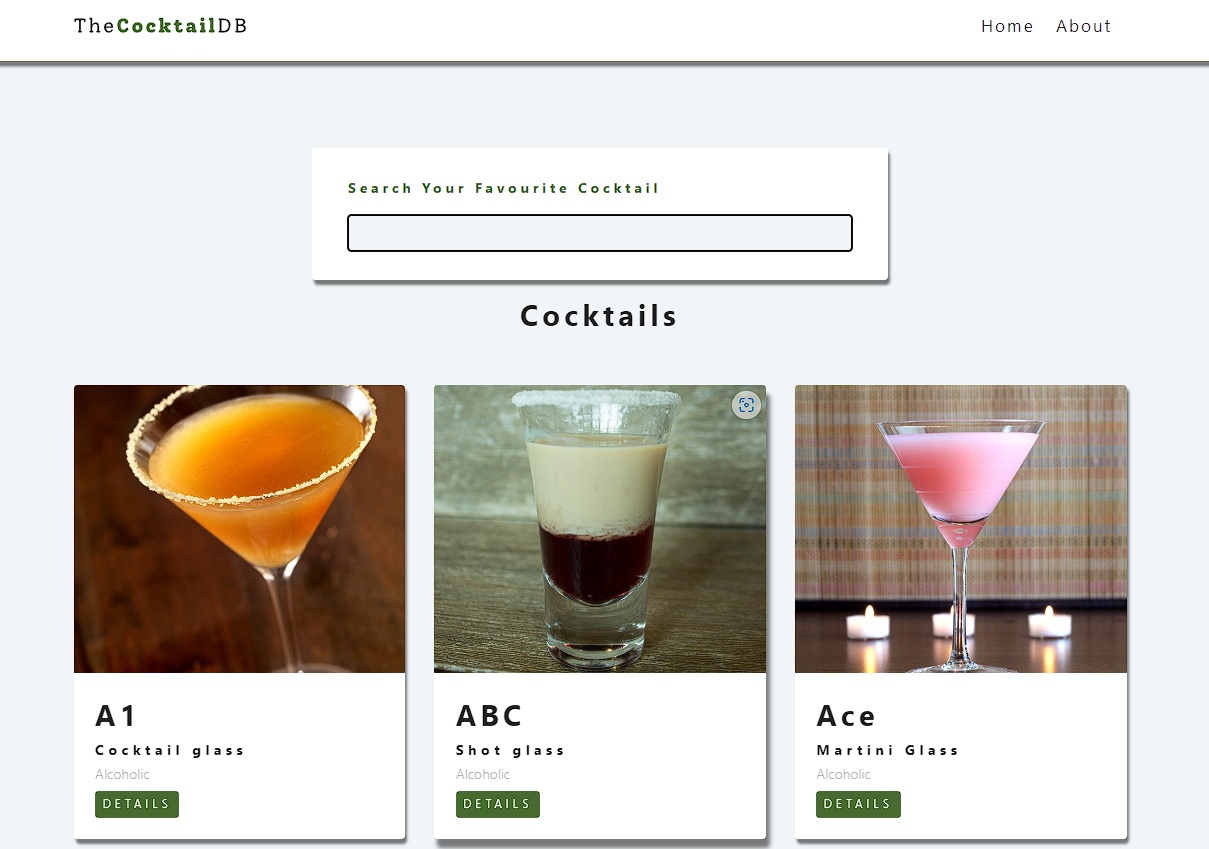 TheCocktailDB
Home About
Search Your Favourite Cocktail
Cocktails
A1
Cocktail glass
Alcoholic
DETAILS
ABC
Shot glass
Alcoholic
DETAILS
Ace
Martini Glass
Alcoholic
DETAILS